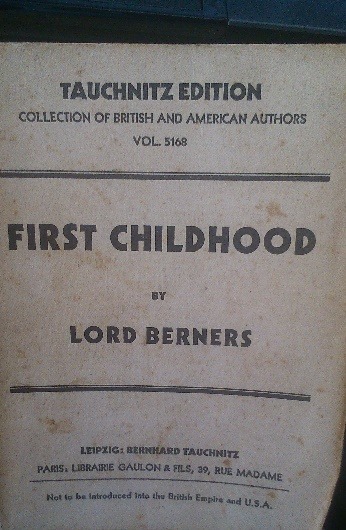 TAUCHNITZ EDITION
COLLECTION OF BRITISH AND AMERICAN AUTHORS
VOL. 5168
FIRST CHILDHOOD
BY
LORD BERNERS
LEIPZIG: BERNHARD TAUCHNITZ
PARIS: LIBRAIRIE GAULON & FILS, 39, RUE MADAME
Not to be introduced into the British Empire and U.S.A.